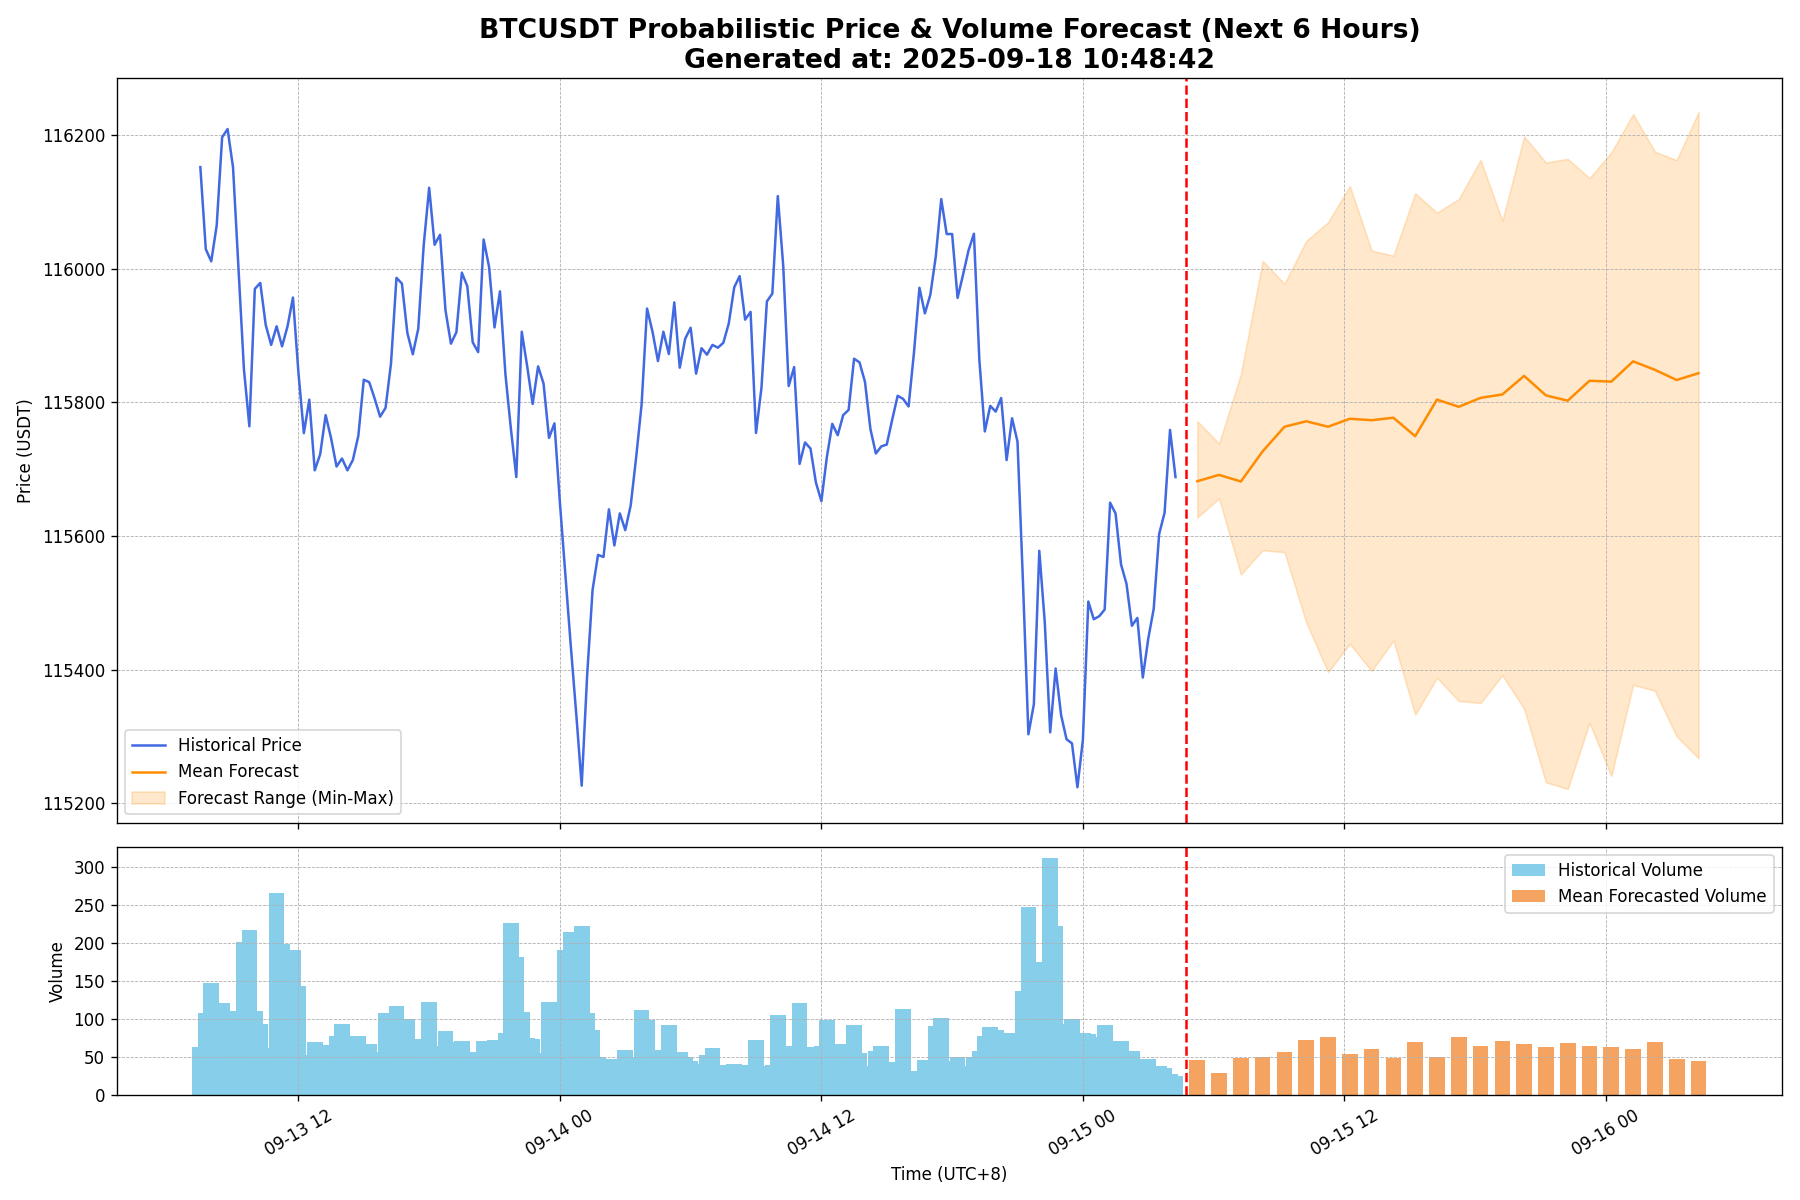 BTCUSDT Probabilistic Price & Volume Forecast (Next 6 Hours)
Generated at: 2025-09-18 10:48:42
Price (USDT)
116200
116000
115800
115600
115400
115200
Historical Price
Mean Forecast
Forecast Range (Min-Max)
Volume
300
250
200
150
100
50
0
Historical Volume
Mean Forecasted Volume
09-13 12
09-14 00
09-14 12
09-15 00
09-15 12
09-16 00
Time (UTC+8)